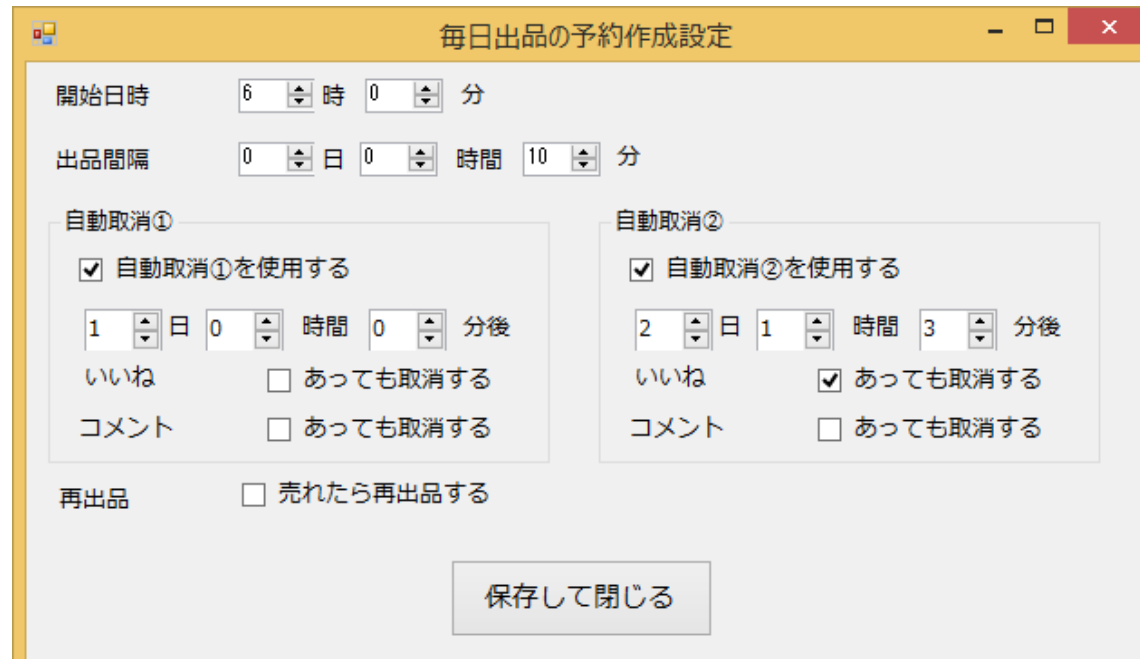 毎日出品の予約作成設定
開始日時 6 時 0 分
出品間隔 0 日 0 時間 10 分
自動取消① 自動取消②
自動取消①を使用する 自動取消②を使用する
1 日 0 時間 0 分後 2 日 1 時間 3 分後
いいね あっても取消する いいね あっても取消する
コメント あっても取消する コメント あっても取消する
再出品 売れたら再出品する
保存して閉じる